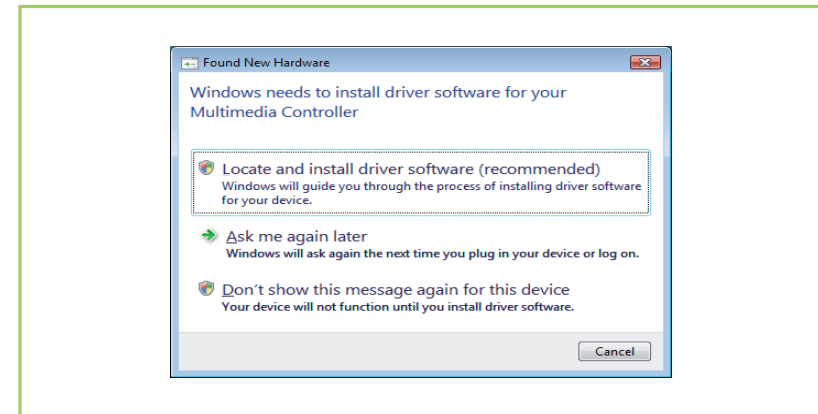 Found New Hardware
Windows needs to install driver software for your
Multimedia Controller
Locate and install driver software (recommended)
Windows will guide you through the process of installing driver software
for your device.
Ask me again later
Windows will ask again the next time you plug in your device or log on.
Don't show this message again for this device
Your device will not function until you install driver software.
Cancel